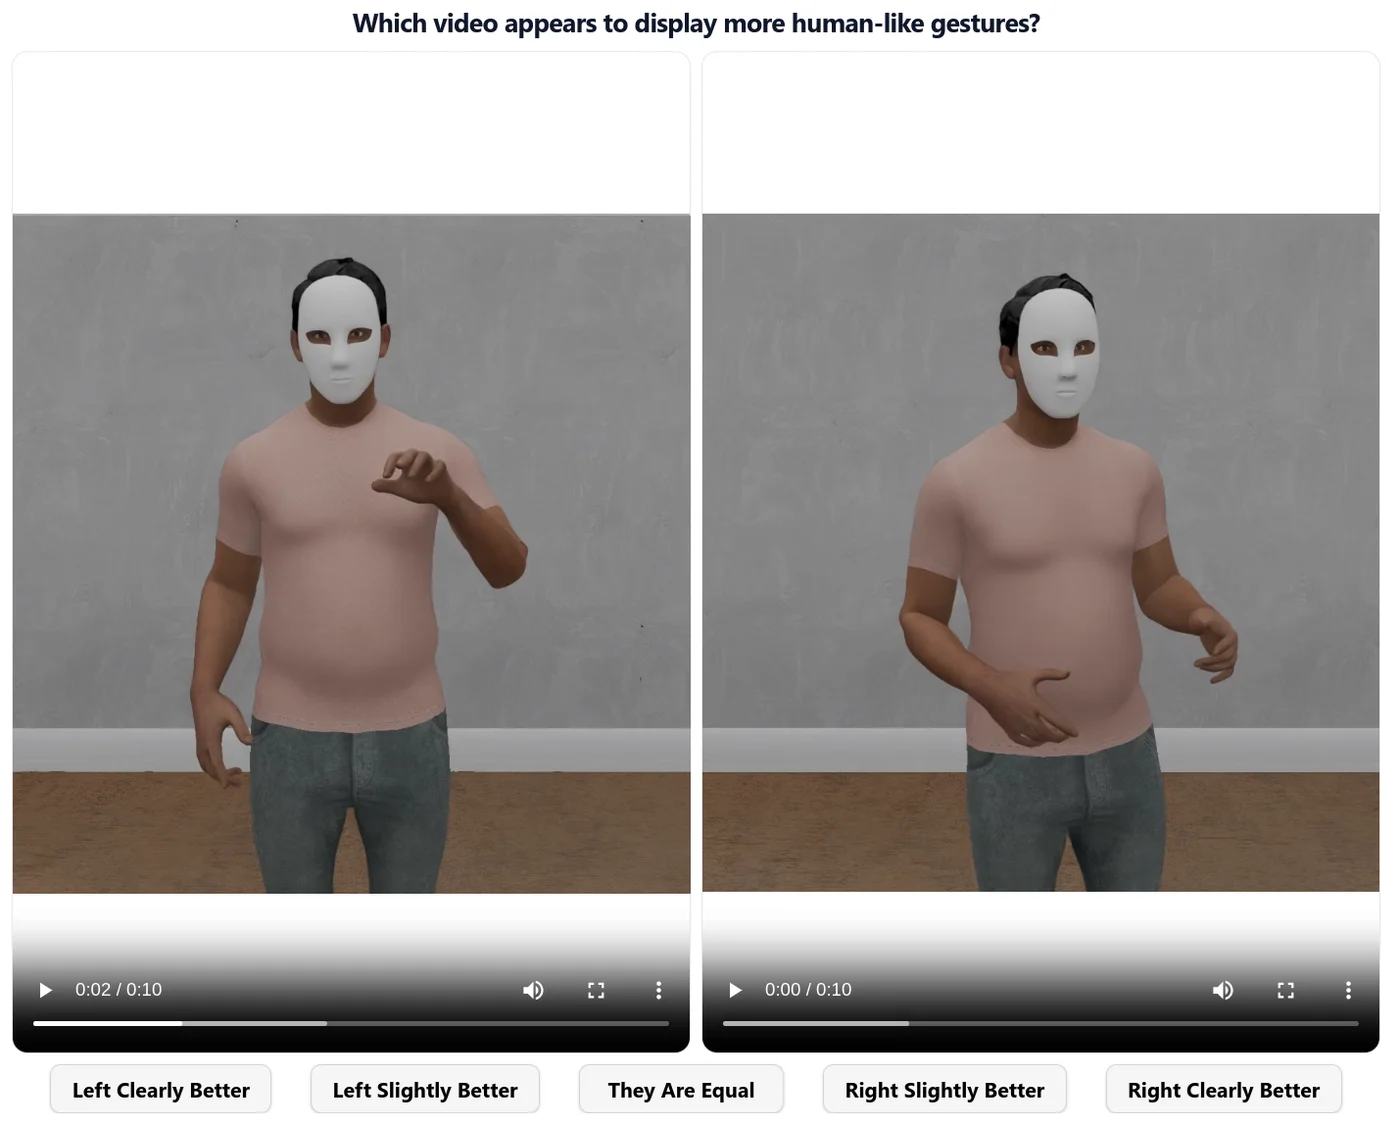 Which video appears to display more human-like gestures?
0:02 / 0:10
0:00 / 0:10
Left Clearly Better
Left Slightly Better
They Are Equal
Right Slightly Better
Right Clearly Better